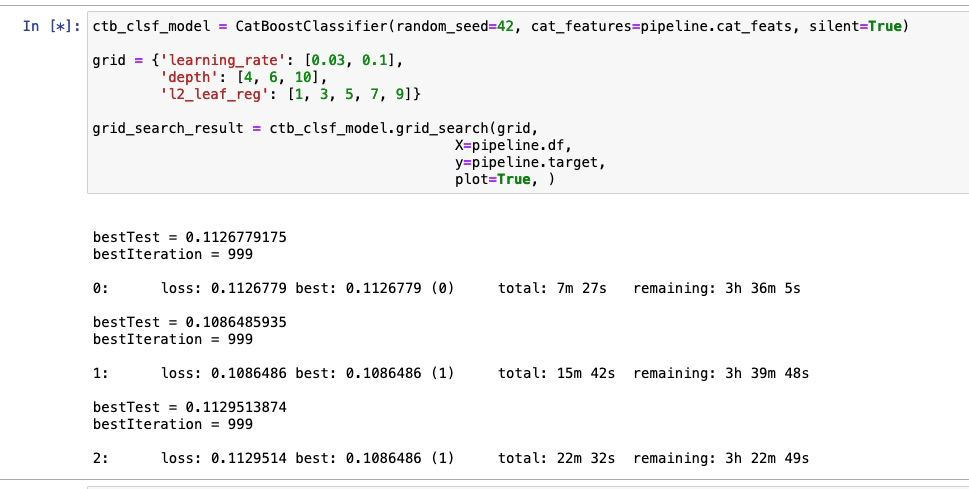 In [*]: ctb_clsf_model = CatBoostClassifier(random_seed=42, cat_features=pipeline.cat_feats, silent=True)
grid = {'learning_rate': [0.03, 0.1],
'depth': [4, 6, 10],
'l2_leaf_reg': [1, 3, 5, 7, 9]}
grid_search_result = ctb_clsf_model.grid_search(grid,
X=pipeline.df,
y=pipeline.target,
plot=True, )
bestTest = 0.1126779175
bestIteration = 999
0: loss: 0.1126779 best: 0.1126779 (0) total: 7m 27s remaining: 3h 36m 5s
bestTest = 0.1086485935
bestIteration = 999
1: loss: 0.1086486 best: 0.1086486 (1) total: 15m 42s remaining: 3h 39m 48s
bestTest = 0.1129513874
bestIteration = 999
2: loss: 0.1129514 best: 0.1086486 (1) total: 22m 32s remaining: 3h 22m 49s